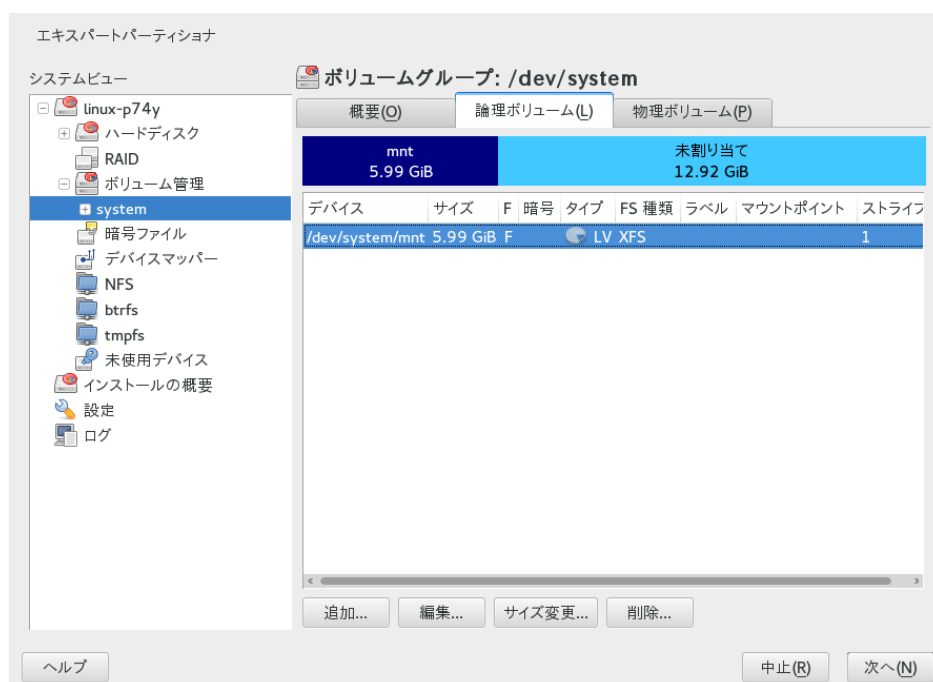 エキスパートパーティショナ
システムビュー
linux-p74y
ハードディスク
RAID
ボリューム管理
system
暗号ファイル
デバイスマッパー
NFS
btrfs
tmpfs
未使用デバイス
インストールの概要
設定
ログ
ボリュームグループ: /dev/system
概要(O) 論理ボリューム(L) 物理ボリューム(P)
mnt 未割り当て
5.99 GiB 12.92 GiB
デバイス サイズ F 暗号 タイプ FS 種類 ラベル マウントポイント ストライプ
/dev/system/mnt 5.99 GiB F LV XFS 1
追加... 編集... サイズ変更... 削除...
ヘルプ 中止(R) 次へ(N)